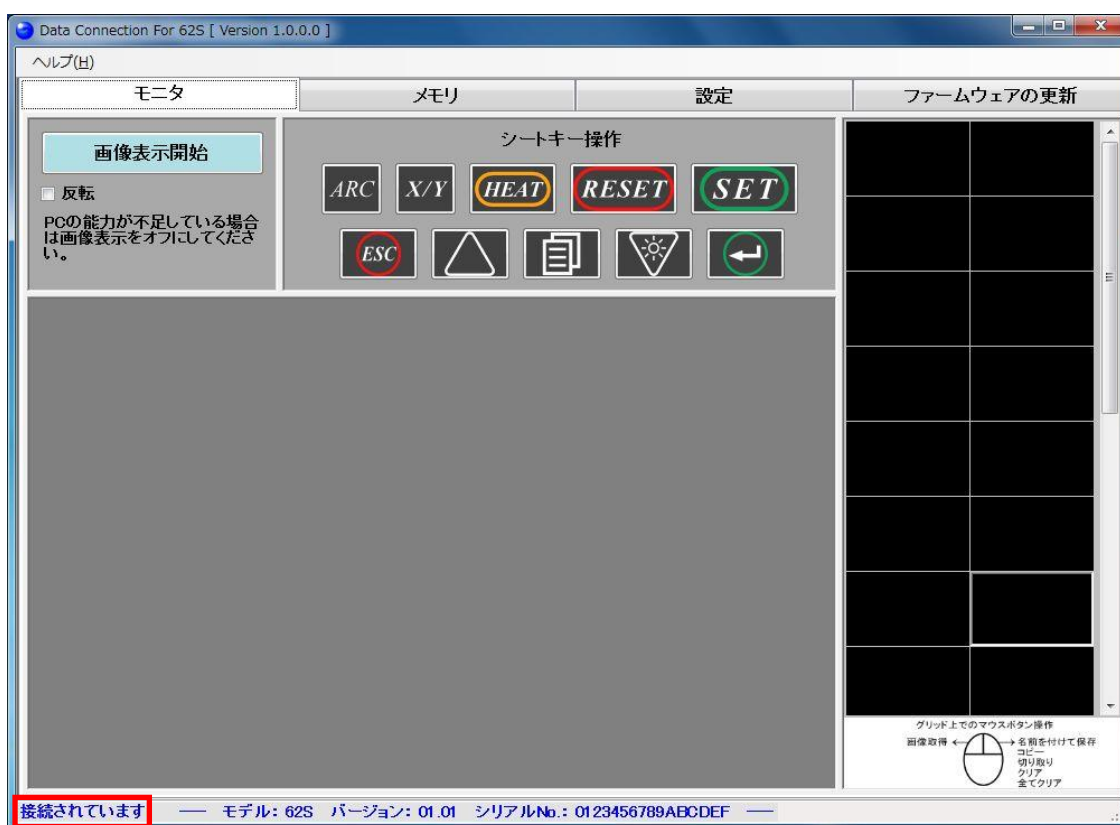 Data Connection For 62S [ Version 1.0.0.0 ]
ヘルプ(H)
モニタ
メモリ
設定
ファームウェアの更新
画像表示開始
反転
PCの能力が不足している場合
は画像表示をオフにしてくださ
い。
シートキー操作
ARC X/Y HEAT RESET SET
ESC
グリッド上でのマウスボタン操作
画像取得
名前を付けて保存
コピー
切り取り
クリア
全てクリア
接続されています ― モデル: 62S バージョン: 01.01 シリアルNo.: 0123456789ABCDEF ―